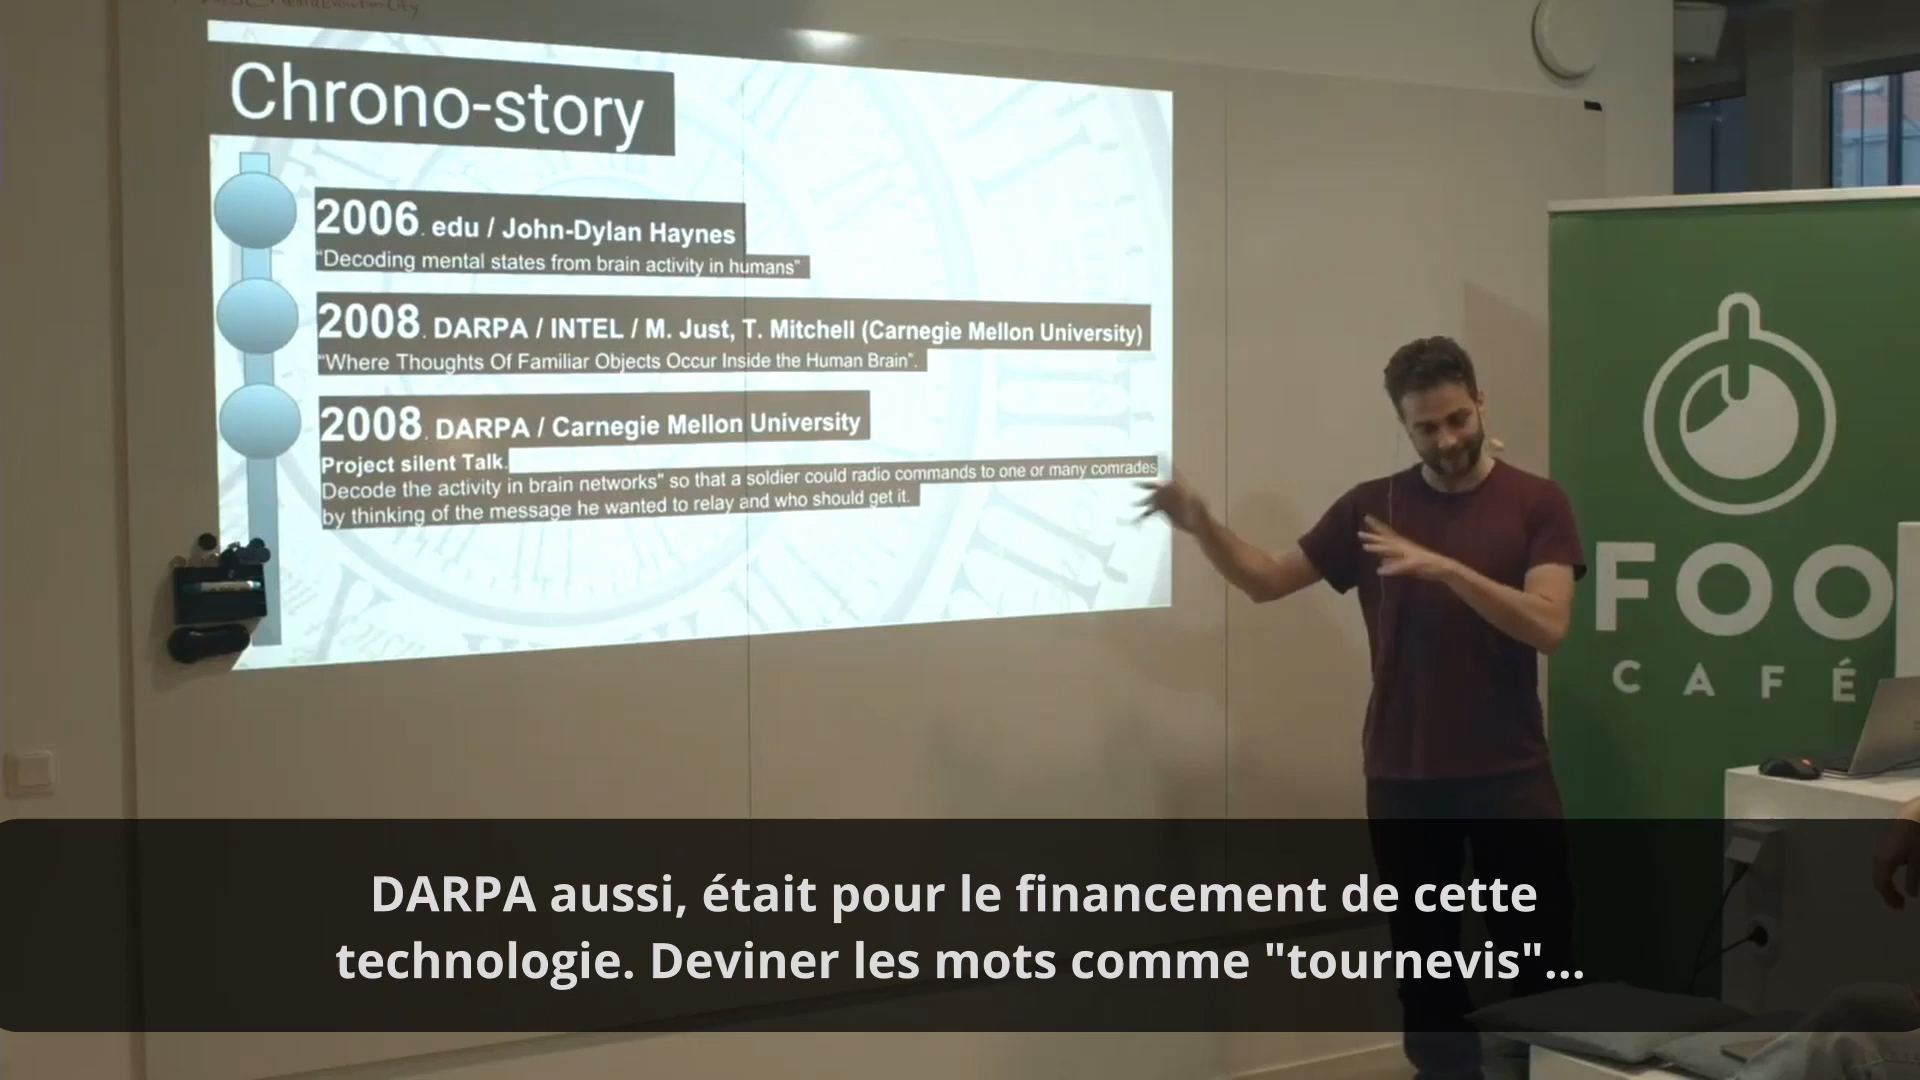 Chrono-story
2006. edu / John-Dylan Haynes
"Decoding mental states from brain activity in humans"
2008. DARPA / INTEL / M. Just, T. Mitchell (Carnegie Mellon University)
"Where Thoughts Of Familiar Objects Occur Inside the Human Brain".
2008. DARPA / Carnegie Mellon University
Project silent Talk.
Decode the activity in brain networks" so that a soldier could radio commands to one or many comrades
by thinking of the message he wanted to relay and who should get it.
FOO
CAFÉ
DARPA aussi, était pour le financement de cette
technologie. Deviner les mots comme "tournevis"...